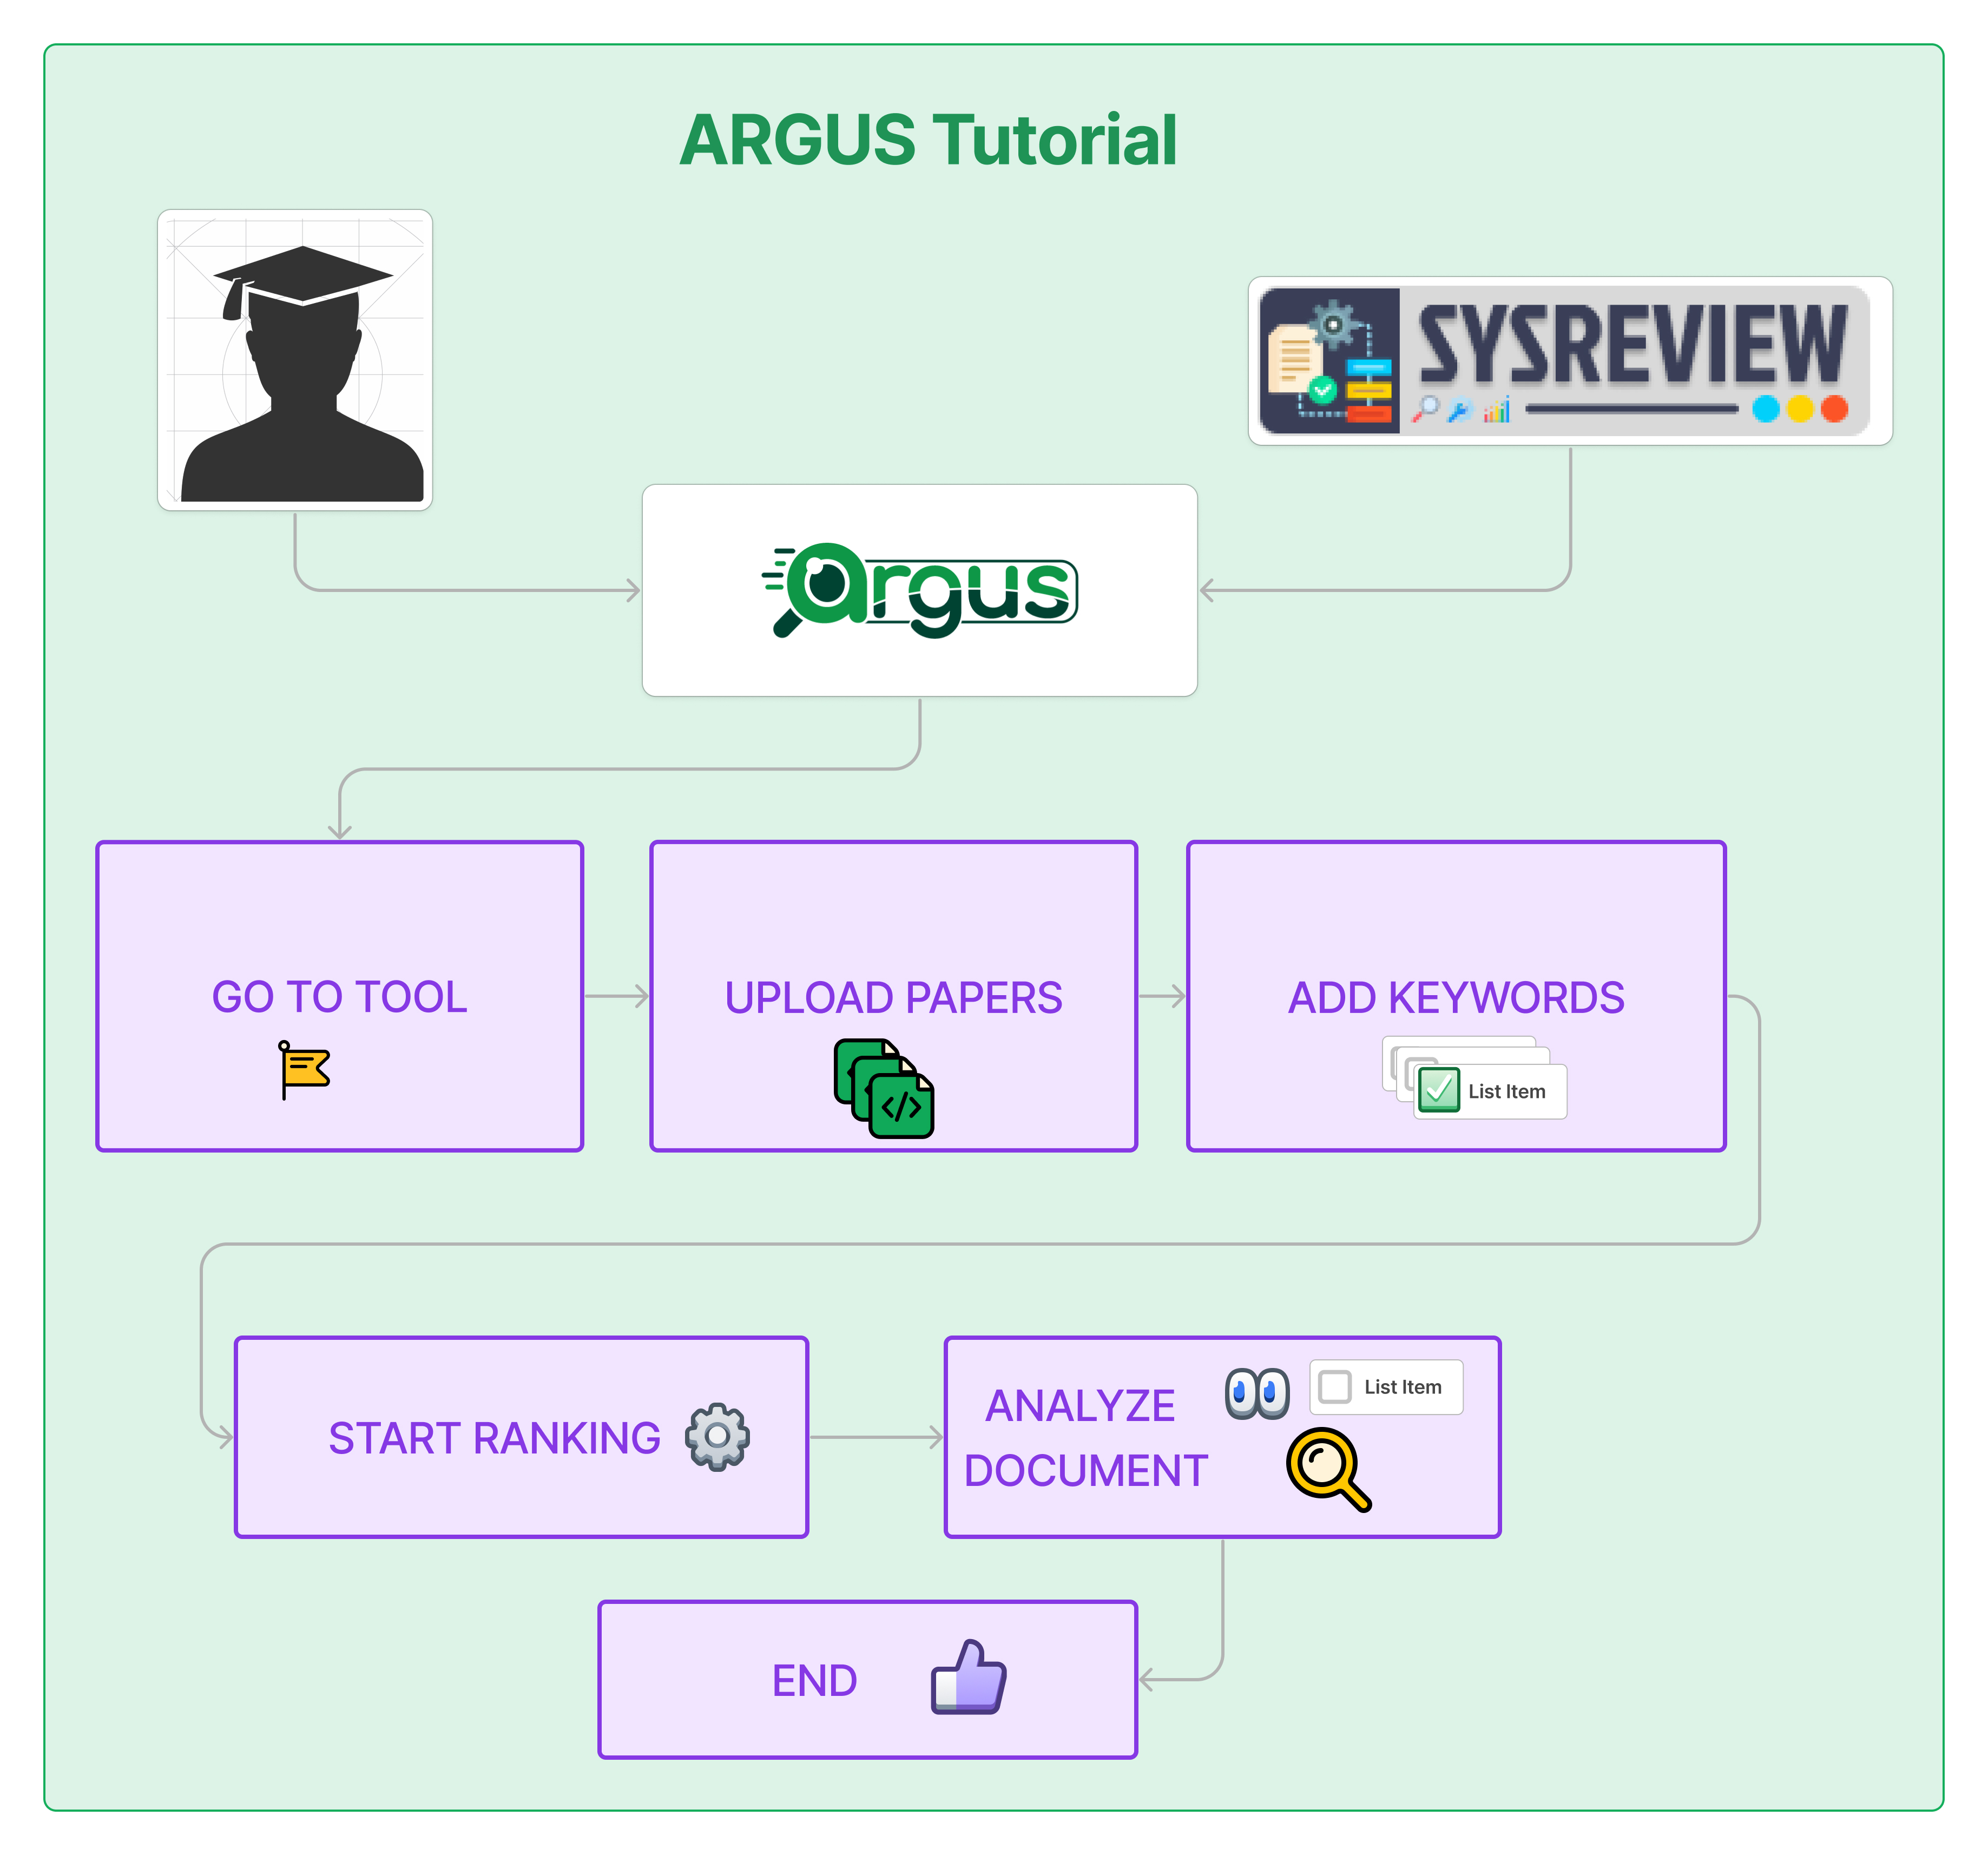 ARGUS Tutorial
SYSREVIEW
argus
GO TO TOOL
UPLOAD PAPERS
ADD KEYWORDS
List Item
START RANKING
ANALYZE
DOCUMENT
List Item
END